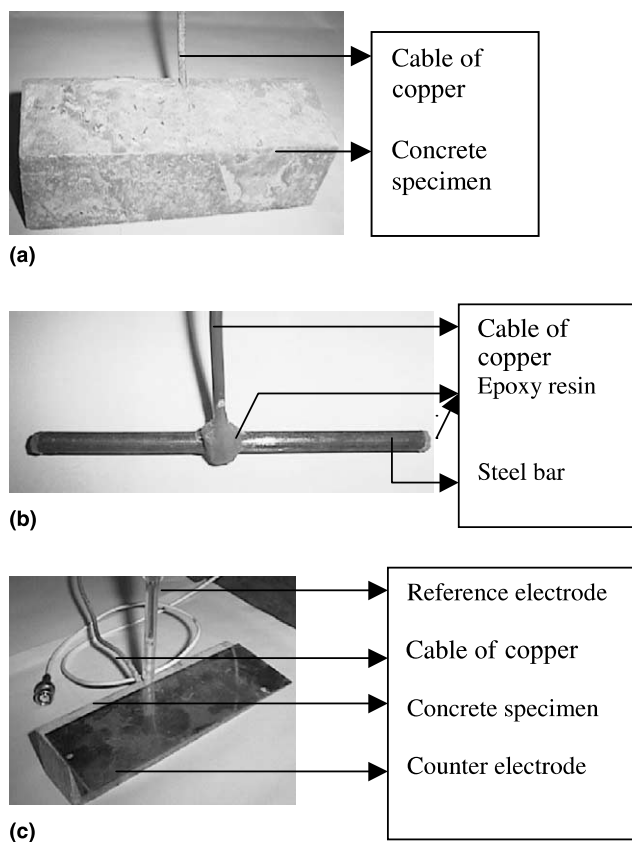 Cable of
copper
Concrete
specimen
(a)
Cable of
copper
Epoxy resin
Steel bar
(b)
Reference electrode
Cable of copper
Concrete specimen
Counter electrode
(c)